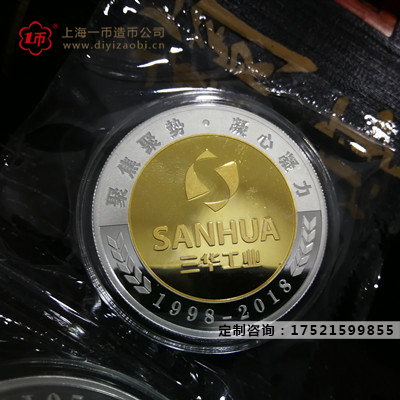 上海一币造币公司
www.diyizaobi.cn
聚焦聚势·凝心聚力
SANHUA
三华工业
1998-2018
定制咨询：17521599855